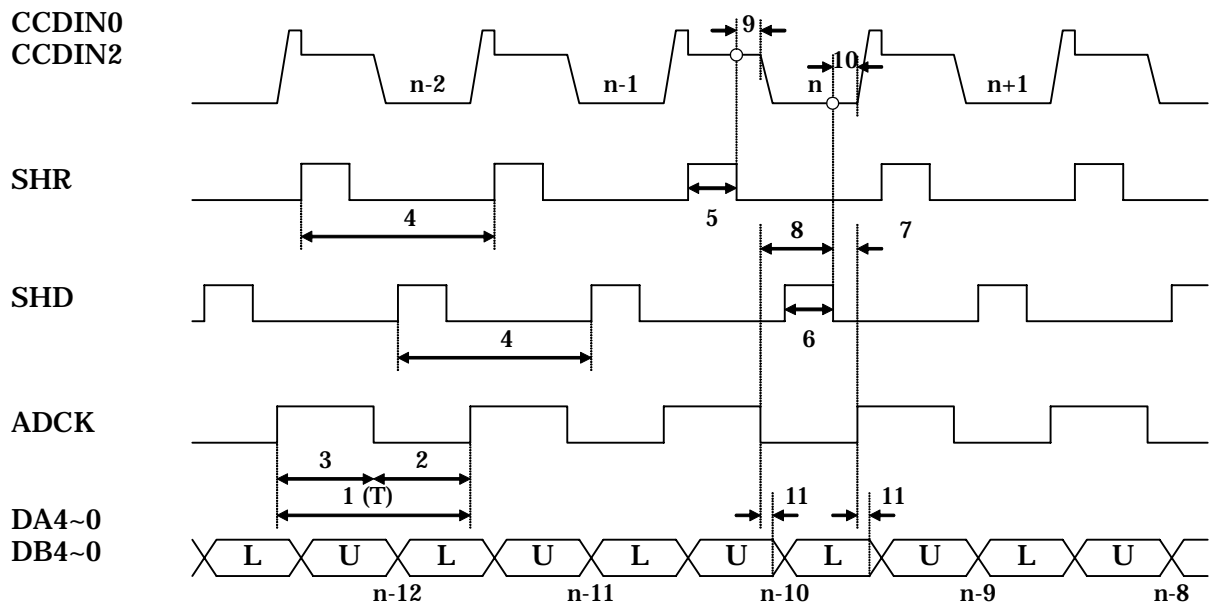 CCDIN0
CCDIN2
9
10
n-2
n-1
n
n+1
SHR
4
5
8
7
SHD
4
6
ADCK
3
2
1 (T)
11
11
DA4~0
DB4~0
L
U
L
U
L
U
L
U
L
U
n-12
n-11
n-10
n-9
n-8